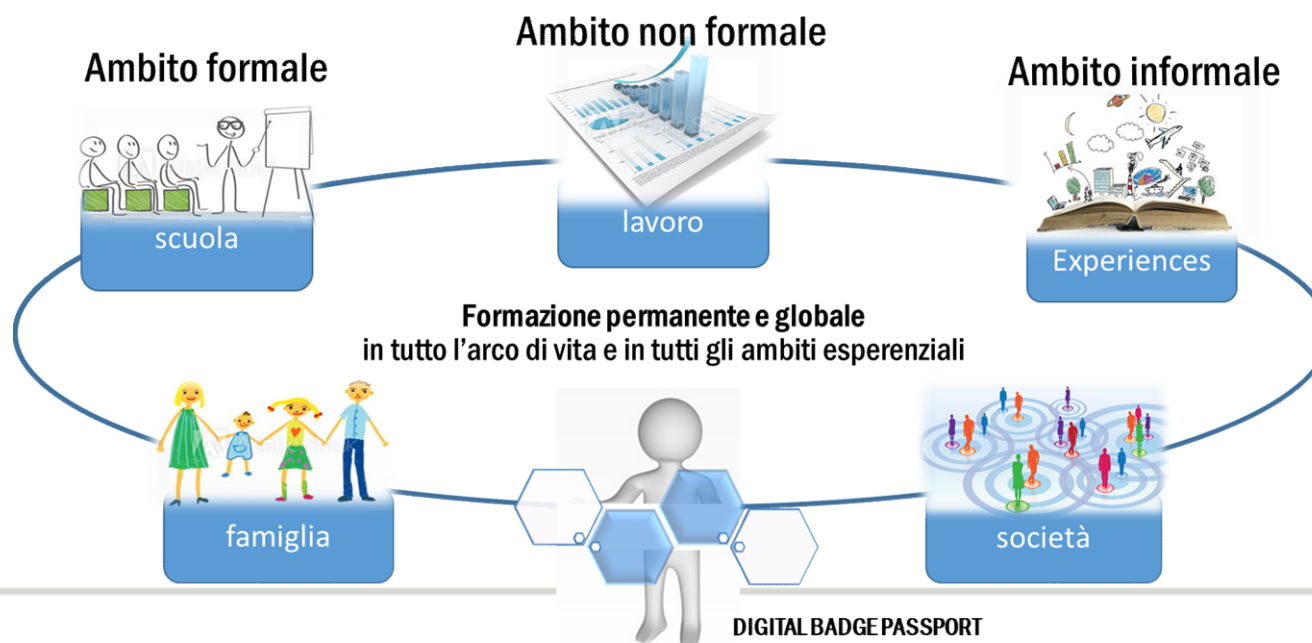 Ambito non formale
Ambito formale
Ambito informale
scuola
lavoro
Experiences
Formazione permanente e globale
in tutto l'arco di vita e in tutti gli ambiti esperenziali
famiglia
società
DIGITAL BADGE PASSPORT